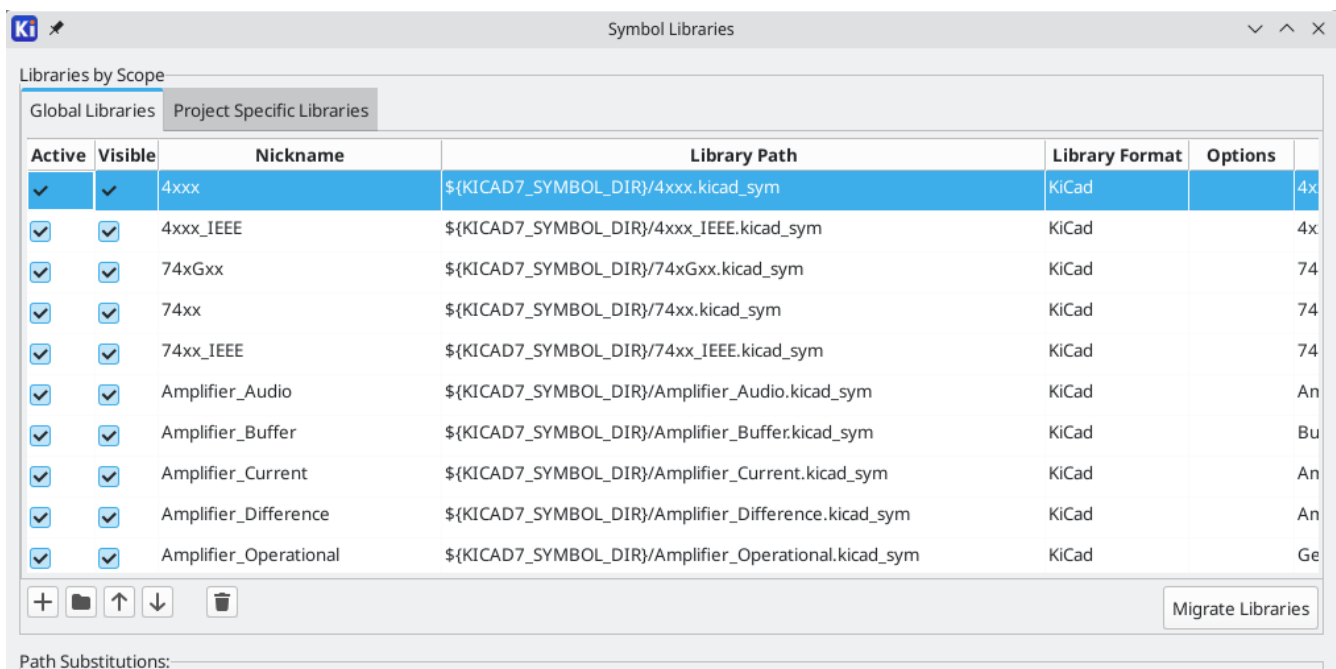 Ki Symbol Libraries
Libraries by Scope
Global Libraries Project Specific Libraries
Active Visible Nickname Library Path Library Format Options
4xxx ${KICAD7_SYMBOL_DIR}/4xxx.kicad_sym KiCad 4x
4xxx_IEEE ${KICAD7_SYMBOL_DIR}/4xxx_IEEE.kicad_sym KiCad 4x
74xGxx ${KICAD7_SYMBOL_DIR}/74xGxx.kicad_sym KiCad 74
74xx ${KICAD7_SYMBOL_DIR}/74xx.kicad_sym KiCad 74
74xx_IEEE ${KICAD7_SYMBOL_DIR}/74xx_IEEE.kicad_sym KiCad 74
Amplifier_Audio ${KICAD7_SYMBOL_DIR}/Amplifier_Audio.kicad_sym KiCad Am
Amplifier_Buffer ${KICAD7_SYMBOL_DIR}/Amplifier_Buffer.kicad_sym KiCad Bu
Amplifier_Current ${KICAD7_SYMBOL_DIR}/Amplifier_Current.kicad_sym KiCad Am
Amplifier_Difference ${KICAD7_SYMBOL_DIR}/Amplifier_Difference.kicad_sym KiCad Am
Amplifier_Operational ${KICAD7_SYMBOL_DIR}/Amplifier_Operational.kicad_sym KiCad Ge
Migrate Libraries
Path Substitutions: